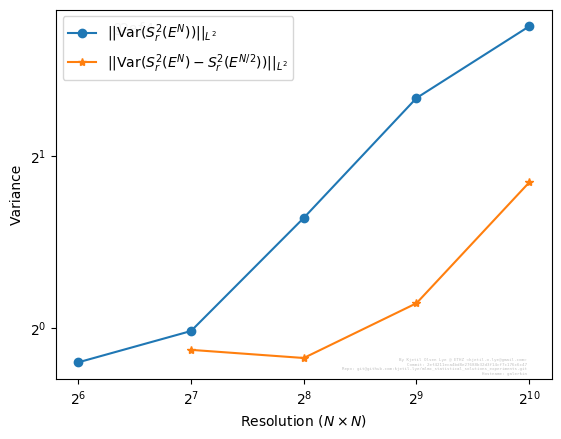 ||Var(S_r^2(E^N))||_{L^2}
||Var(S_r^2(E^N) − S_r^2(E^{N/2}))||_{L^2}
Variance
2^1
2^0
2^6 2^7 2^8 2^9 2^10
Resolution (N × N)